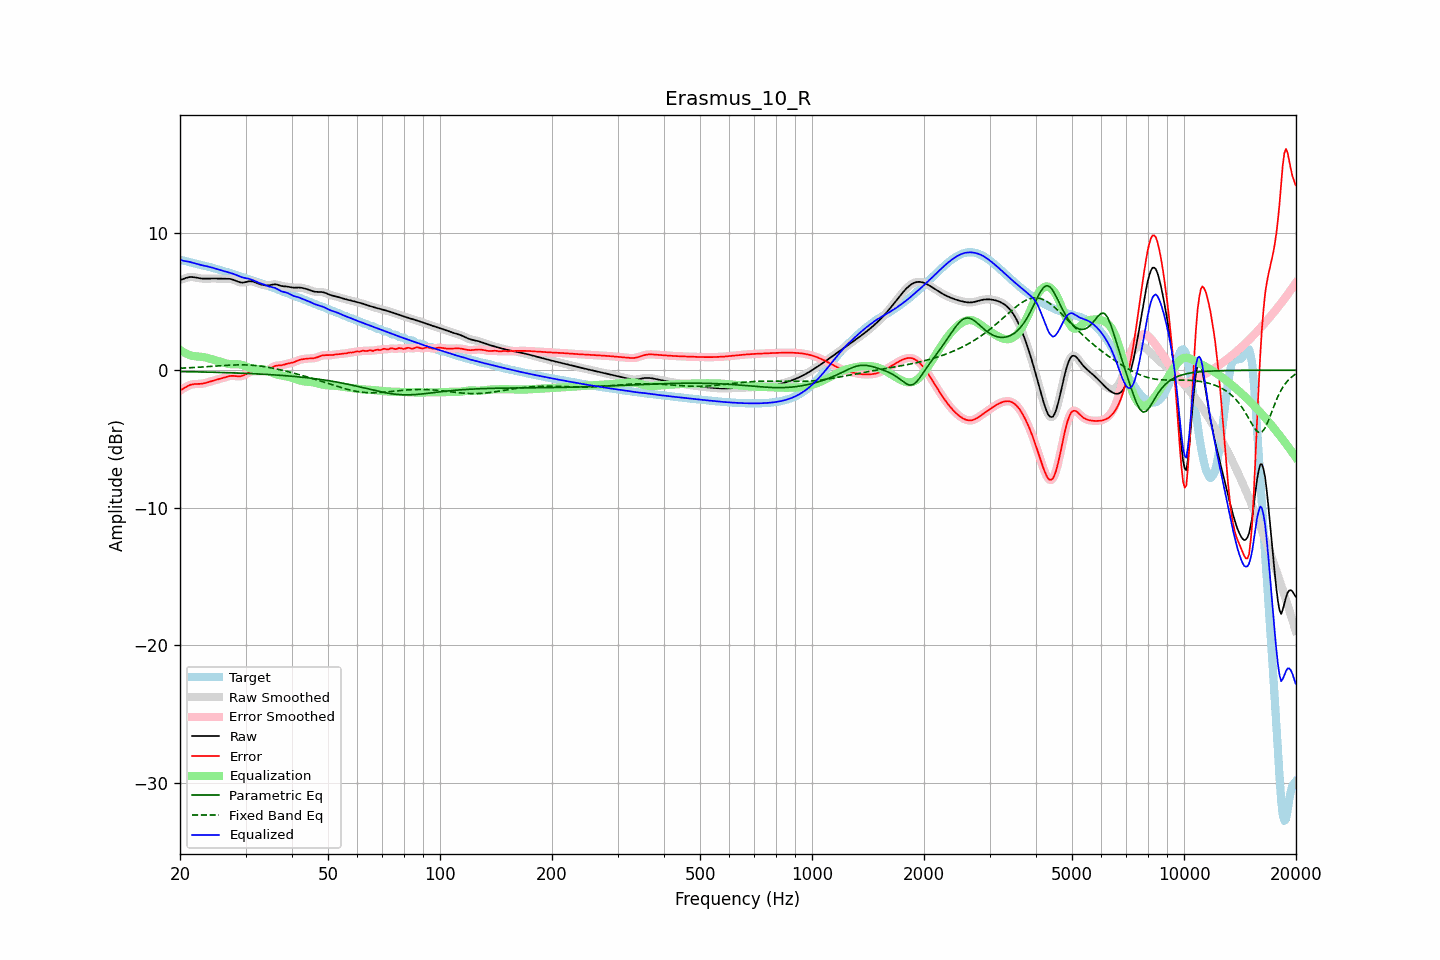 Erasmus_10_R
Amplitude (dBr)
10
0
−10
−20
−30
Target
Raw Smoothed
Error Smoothed
Raw
Error
Equalization
Parametric Eq
Fixed Band Eq
Equalized
20 50 100 200 500 1000 2000 5000 10000 20000
Frequency (Hz)